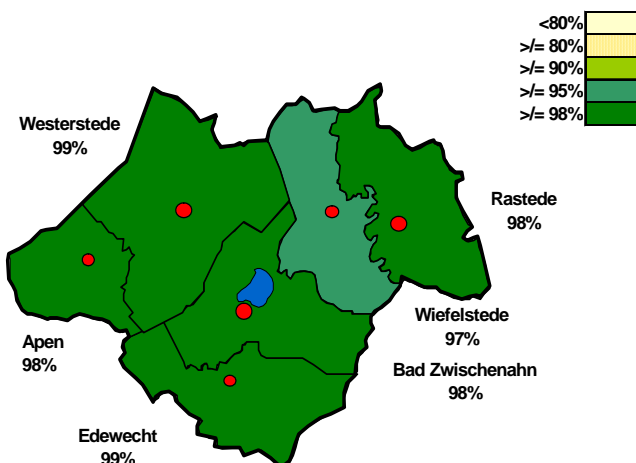 <80%
>/= 80%
>/= 90%
>/= 95%
>/= 98%
Westerstede
99%
Rastede
98%
Wiefelstede
97%
Apen
98%
Bad Zwischenahn
98%
Edewecht
99%